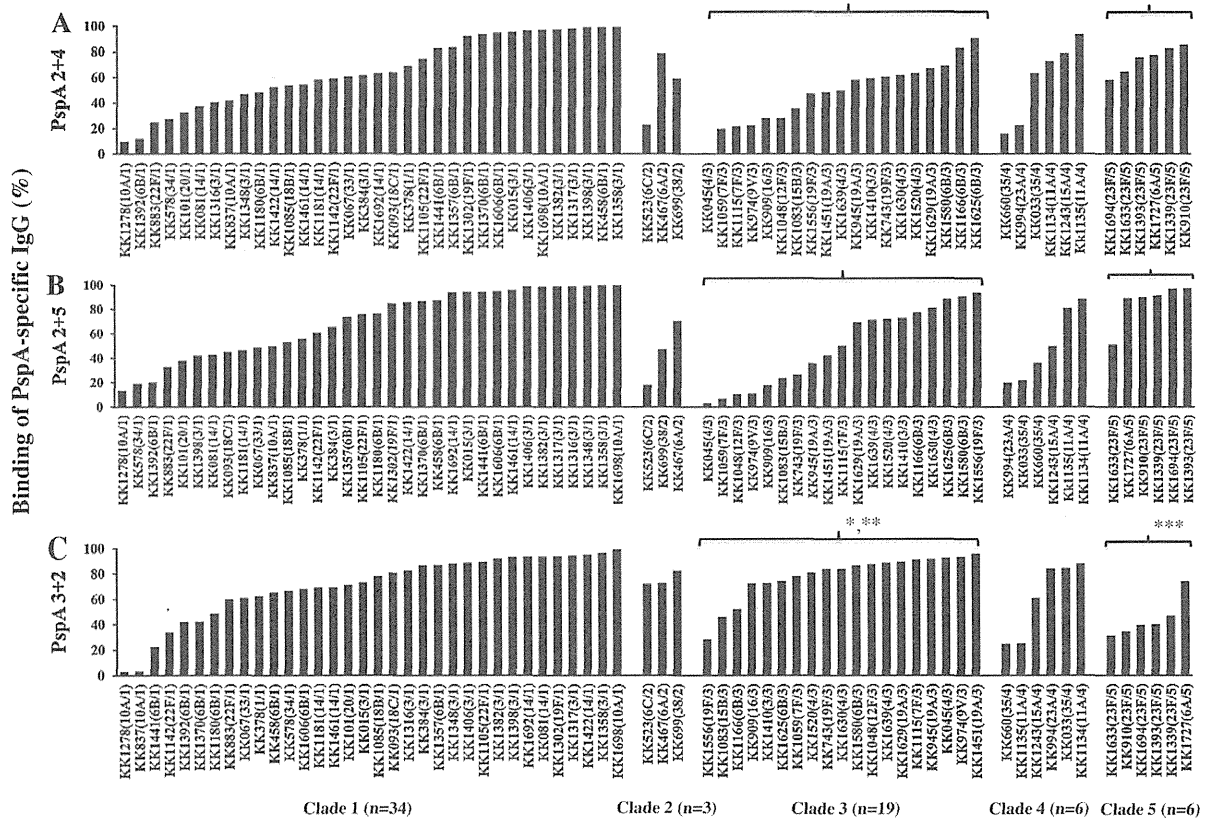 Binding of PspA-specific IgG (%)
A
PspA 2+4
100
80
60
40
20
0
KK1278(10A/1) KK1392(6B/1) KK883(22F/1) KK578(34/1) KK101(20/1) KK081(14/1) KK1316(3/1) KK837(10A/1) KK1348(3/1) KK1180(6B/1) KK1422(14/1) KK1085(18B/1) KK1461(14/1) KK1181(14/1) KK1142(22F/1) KK067(33/1) KK384(3/1) KK1692(14/1) KK093(18C/1) KK378(1/1) KK1105(22F/1) KK1441(6B/1) KK1357(6B/1) KK1302(19F/1) KK1370(6B/1) KK1606(6B/1) KK015(3/1) KK1406(3/1) KK1698(10A/1) KK1382(3/1) KK1317(3/1) KK1398(3/1) KK458(6B/1) KK1358(3/1)
KK523(6C/2) KK467(6A/2) KK699(38/2)
KK045(4/3) KK1059(7F/3) KK1115(7F/3) KK974(9V/3) KK909(16/3) KK1048(12F/3) KK1083(15B/3) KK1556(19F/3) KK1451(19A/3) KK1639(4/3) KK945(19A/3) KK1410(3/3) KK743(19F/3) KK1630(4/3) KK1520(4/3) KK1629(19A/3) KK1580(6B/3) KK1166(6B/3) KK1625(6B/3)
KK660(35/4) KK994(23A/4) KK033(35/4) KK1134(11A/4) KK1243(15A/4) Kk1135(11A/4)
KK1694(23F/5) KK1633(23F/5) KK1393(23F/5) KK1727(6A/5) KK1339(23F/5) KK910(23F/5)
B
PspA 2+5
100
80
60
40
20
0
KK1278(10A/1) KK578(34/1) KK1392(6B/1) KK883(22F/1) KK101(20/1) KK1398(3/1) KK081(14/1) KK093(18C/1) KK1181(14/1) KK067(33/1) KK837(10A/1) KK1085(18B/1) KK378(1/1) KK1142(22F/1) KK384(3/1) KK1357(6B/1) KK1105(22F/1) KK1180(6B/1) KK1302(19F/1) KK1422(14/1) KK1370(6B/1) KK458(6B/1) KK1692(14/1) KK015(3/1) KK1441(6B/1) KK1606(6B/1) KK1461(14/1) KK1406(3/1) KK1382(3/1) KK1317(3/1) KK1316(3/1) KK1348(3/1) KK1358(3/1) KK1698(10A/1)
KK523(6C/2) KK699(38/2) KK467(6A/2)
KK045(4/3) KK1059(7F/3) KK1048(12F/3) KK974(9V/3) KK909(16/3) KK1083(15B/3) KK743(19F/3) KK945(19A/3) KK1451(19A/3) KK1115(7F/3) KK1629(19A/3) KK1639(4/3) KK1520(4/3) KK1410(3/3) KK1166(6B/3) KK1630(4/3) KK1625(6B/3) KK1580(6B/3) KK1556(19F/3)
KK994(23A/4) KK033(35/4) KK660(35/4) KK1243(15A/4) Kk1135(11A/4) KK1134(11A/4)
KK1633(23F/5) KK1727(6A/5) KK910(23F/5) KK1339(23F/5) KK1694(23F/5) KK1393(23F/5)
C
PspA 3+2
*,**
***
100
80
60
40
20
0
KK1278(10A/1) KK837(10A/1) KK1441(6B/1) KK1142(22F/1) KK1392(6B/1) KK1370(6B/1) KK1180(6B/1) KK883(22F/1) KK067(33/1) KK378(1/1) KK458(6B/1) KK578(34/1) KK1606(6B/1) KK1181(14/1) KK1461(14/1) KK101(20/1) KK015(3/1) KK1085(18B/1) KK093(18C/1) KK1316(3/1) KK384(3/1) KK1357(6B/1) KK1348(3/1) KK1406(3/1) KK1105(22F/1) KK1382(3/1) KK1398(3/1) KK1692(14/1) KK081(14/1) KK1302(19F/1) KK1317(3/1) KK1422(14/1) KK1358(3/1) KK1698(10A/1)
KK523(6C/2) KK467(6A/2) KK699(38/2)
KK1556(19F/3) KK1083(15B/3) KK1166(6B/3) KK909(16/3) KK1410(3/3) KK1625(6B/3) KK1059(7F/3) KK1520(4/3) KK743(19F/3) KK1630(4/3) KK1580(6B/3) KK1048(12F/3) KK1639(4/3) KK1629(19A/3) KK1115(7F/3) KK945(19A/3) KK045(4/3) KK974(9V/3) KK1451(19A/3)
KK660(35/4) KK1135(11A/4) KK1243(15A/4) KK994(23A/4) KK033(35/4) KK1134(11A/4)
KK1633(23F/5) KK910(23F/5) KK1694(23F/5) KK1393(23F/5) KK1339(23F/5) KK1727(6A/5)
Clade 1 (n=34)
Clade 2 (n=3)
Clade 3 (n=19)
Clade 4 (n=6)
Clade 5 (n=6)